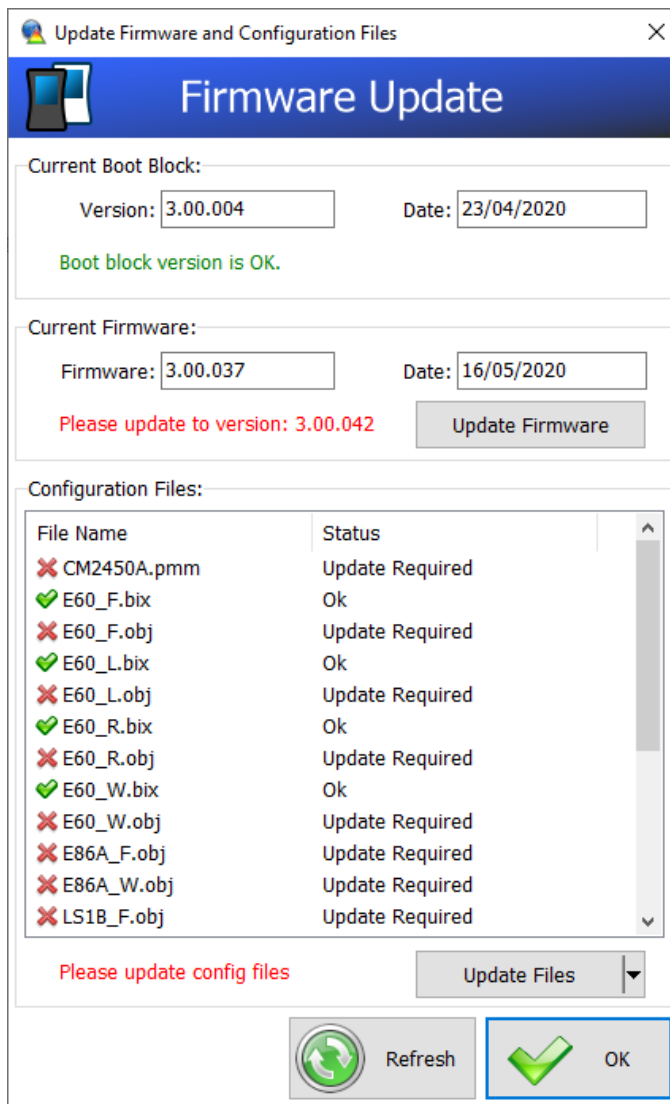 Update Firmware and Configuration Files
Firmware Update
Current Boot Block:
Version: 3.00.004 Date: 23/04/2020
Boot block version is OK.
Current Firmware:
Firmware: 3.00.037 Date: 16/05/2020
Please update to version: 3.00.042 Update Firmware
Configuration Files:
File Name Status
CM2450A.pmm Update Required
E60_F.bix Ok
E60_F.obj Update Required
E60_L.bix Ok
E60_L.obj Update Required
E60_R.bix Ok
E60_R.obj Update Required
E60_W.bix Ok
E60_W.obj Update Required
E86A_F.obj Update Required
E86A_W.obj Update Required
LS1B_F.obj Update Required
Please update config files Update Files
Refresh OK